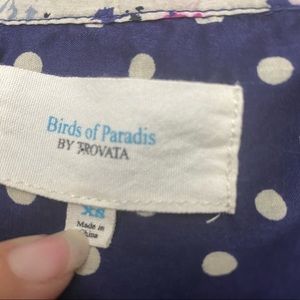 Birds of Paradis
BY TROVATA
XS
Made in
China